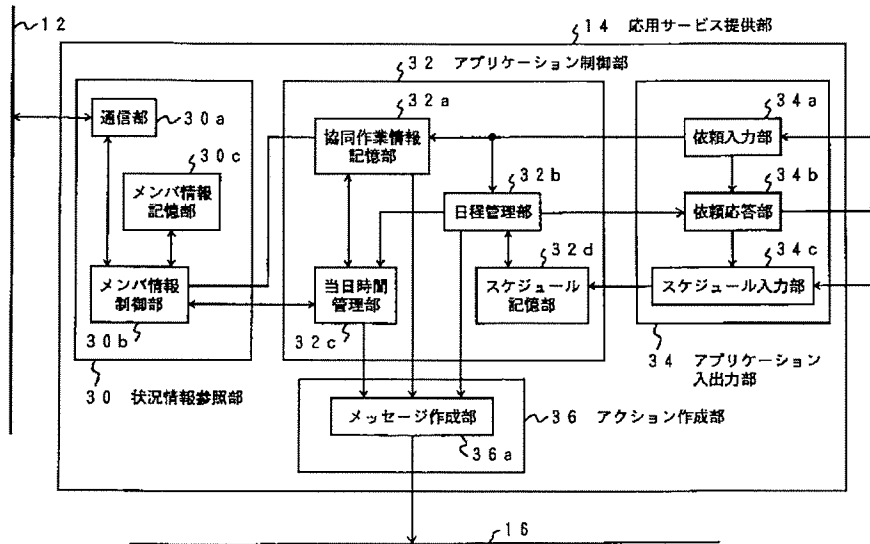 12
14 応用サービス提供部
32 アプリケーション制御部
32a
34a
通信部
30a
協同作業情報
記憶部
依頼入力部
30c
メンバ情報
記憶部
32b
日程管理部
34b
依頼応答部
32d
34c
メンバ情報
制御部
当日時間
管理部
スケジュール
記憶部
スケジュール入力部
30b
32c
34 アプリケーション
入出力部
30 状況情報参照部
メッセージ作成部
36 アクション作成部
36a
16